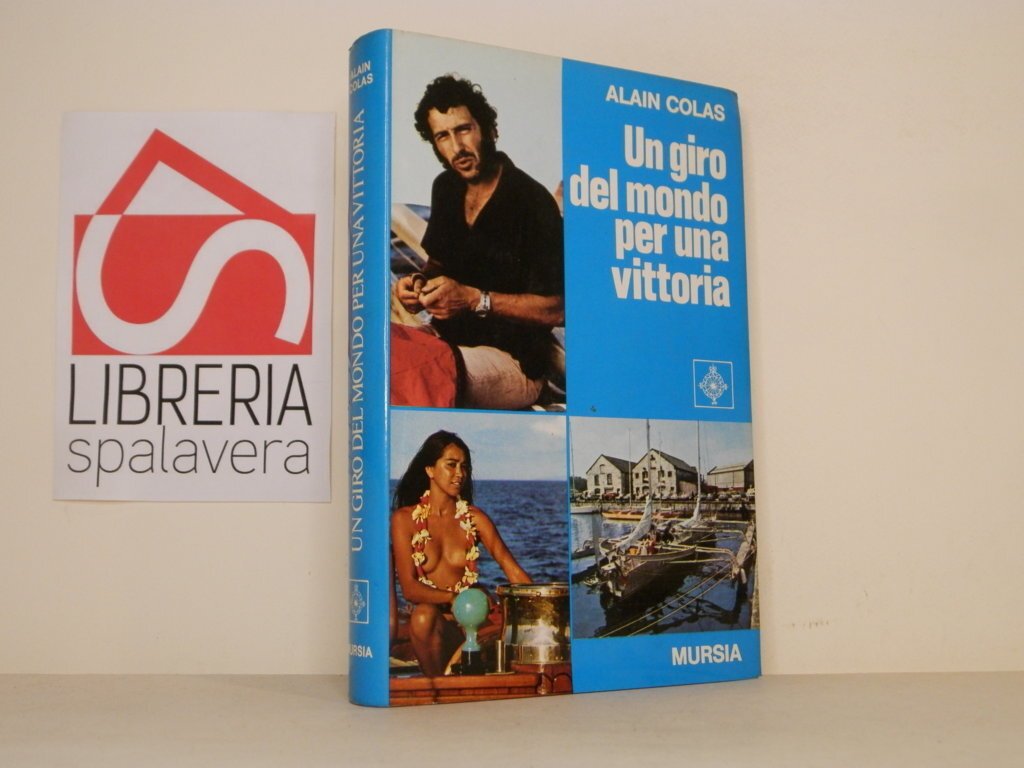 LIBRERIA
spalavera
ALAIN
COLAS
UN GIRO DEL MONDO PER UNA VITTORIA
MURSIA
ALAIN COLAS
Un giro
del mondo
per una
vittoria
MURSIA